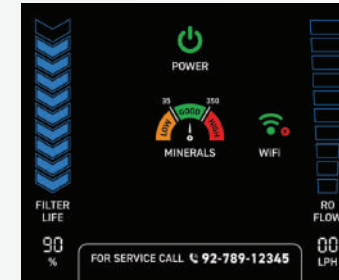 POWER
35 350
LOW GOOD HIGH
MINERALS
WiFi
FILTER
LIFE
90
%
RO
FLOW
00
LPH
FOR SERVICE CALL 92-789-12345